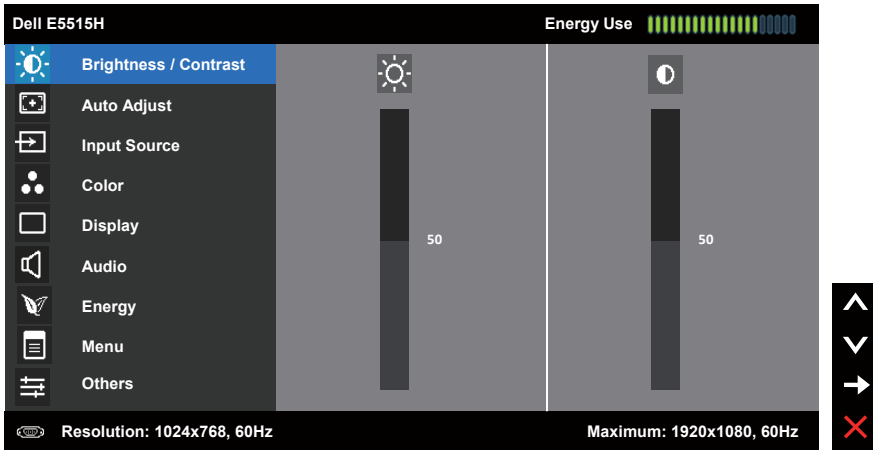 Dell E5515H Energy Use
Brightness / Contrast
Auto Adjust
Input Source
Color
Display
Audio
Energy
Menu
Others
50 50
Resolution: 1024x768, 60Hz Maximum: 1920x1080, 60Hz